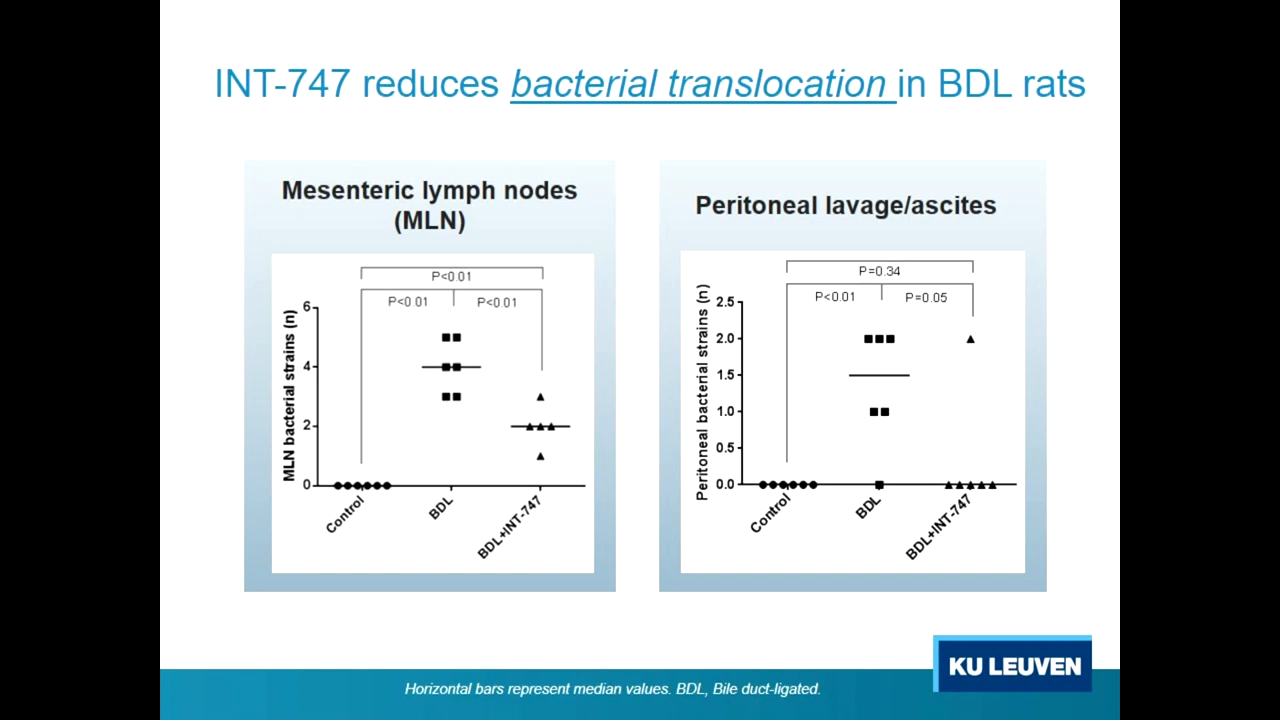 INT-747 reduces bacterial translocation in BDL rats
Mesenteric lymph nodes
(MLN)
P<0.01
P<0.01
P<0.01
MLN bacterial strains (n)
6
4
2
0
Control
BDL
BDL+INT-747
Peritoneal lavage/ascites
P=0.34
P<0.01
P=0.05
Peritoneal bacterial strains (n)
2.5
2.0
1.5
1.0
0.5
0.0
Control
BDL
BDL+INT-747
KU LEUVEN
Horizontal bars represent median values. BDL, Bile duct-ligated.